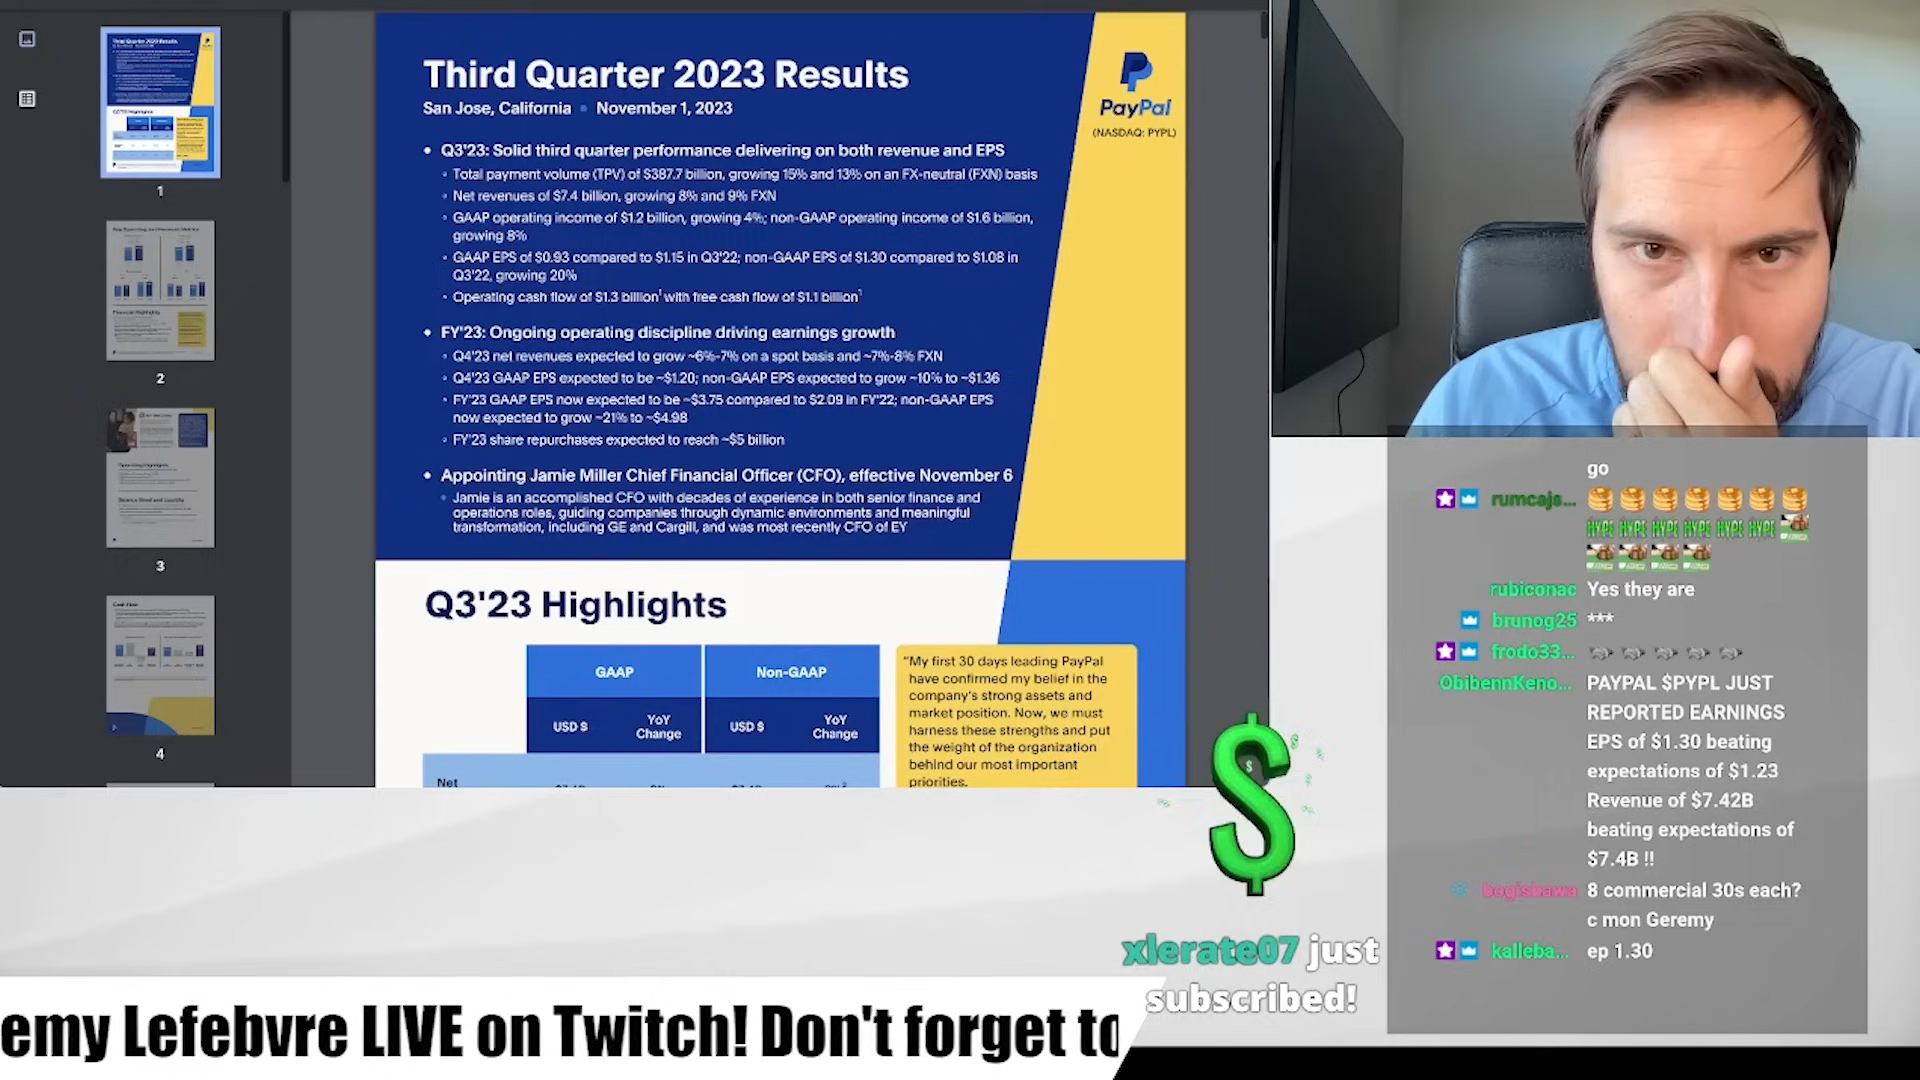 Third Quarter 2023 Results
San Jose, California • November 1, 2023
PayPal
(NASDAQ: PYPL)
• Q3'23: Solid third quarter performance delivering on both revenue and EPS
◦ Total payment volume (TPV) of $387.7 billion, growing 15% and 13% on an FX-neutral (FXN) basis
◦ Net revenues of $7.4 billion, growing 8% and 9% FXN
◦ GAAP operating income of $1.2 billion, growing 4%; non-GAAP operating income of $1.6 billion,
growing 8%
◦ GAAP EPS of $0.93 compared to $1.15 in Q3'22; non-GAAP EPS of $1.30 compared to $1.08 in
Q3'22, growing 20%
◦ Operating cash flow of $1.3 billion¹ with free cash flow of $1.1 billion¹
• FY'23: Ongoing operating discipline driving earnings growth
◦ Q4'23 net revenues expected to grow ~6%-7% on a spot basis and ~7%-8% FXN
◦ Q4'23 GAAP EPS expected to be ~$1.20; non-GAAP EPS expected to grow ~10% to ~$1.36
◦ FY'23 GAAP EPS now expected to be ~$3.75 compared to $2.09 in FY'22; non-GAAP EPS
now expected to grow ~21% to ~$4.98
◦ FY'23 share repurchases expected to reach ~$5 billion
• Appointing Jamie Miller Chief Financial Officer (CFO), effective November 6
◦ Jamie is an accomplished CFO with decades of experience in both senior finance and
operations roles, guiding companies through dynamic environments and meaningful
transformation, including GE and Cargill, and was most recently CFO of EY
Q3'23 Highlights
GAAP
Non-GAAP
USD $
YoY
Change
USD $
YoY
Change
Net
"My first 30 days leading PayPal
have confirmed my belief in the
company's strong assets and
market position. Now, we must
harness these strengths and put
the weight of the organization
behind our most important
priorities.
1
2
3
4
go
rumcajs...
HYPE HYPE HYPE HYPE HYPE HYPE
rubiconac Yes they are
brunog25 ***
frodo33...
ObibennKeno... PAYPAL $PYPL JUST
REPORTED EARNINGS
EPS of $1.30 beating
expectations of $1.23
Revenue of $7.42B
beating expectations of
$7.4B !!
bogiskawa 8 commercial 30s each?
c mon Geremy
kalleba... ep 1.30
xlerate07 just
subscribed!
emy Lefebvre LIVE on Twitch! Don't forget to